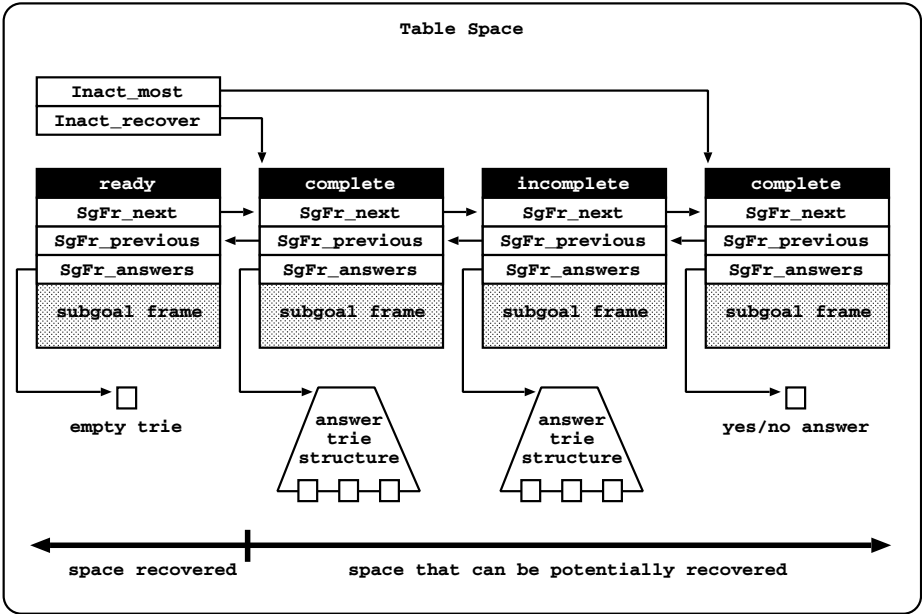 Table Space
Inact_most
Inact_recover
ready complete incomplete complete
SgFr_next SgFr_next SgFr_next SgFr_next
SgFr_previous SgFr_previous SgFr_previous SgFr_previous
SgFr_answers SgFr_answers SgFr_answers SgFr_answers
subgoal frame subgoal frame subgoal frame subgoal frame
empty trie
answer
trie
structure
answer
trie
structure
yes/no answer
space recovered
space that can be potentially recovered